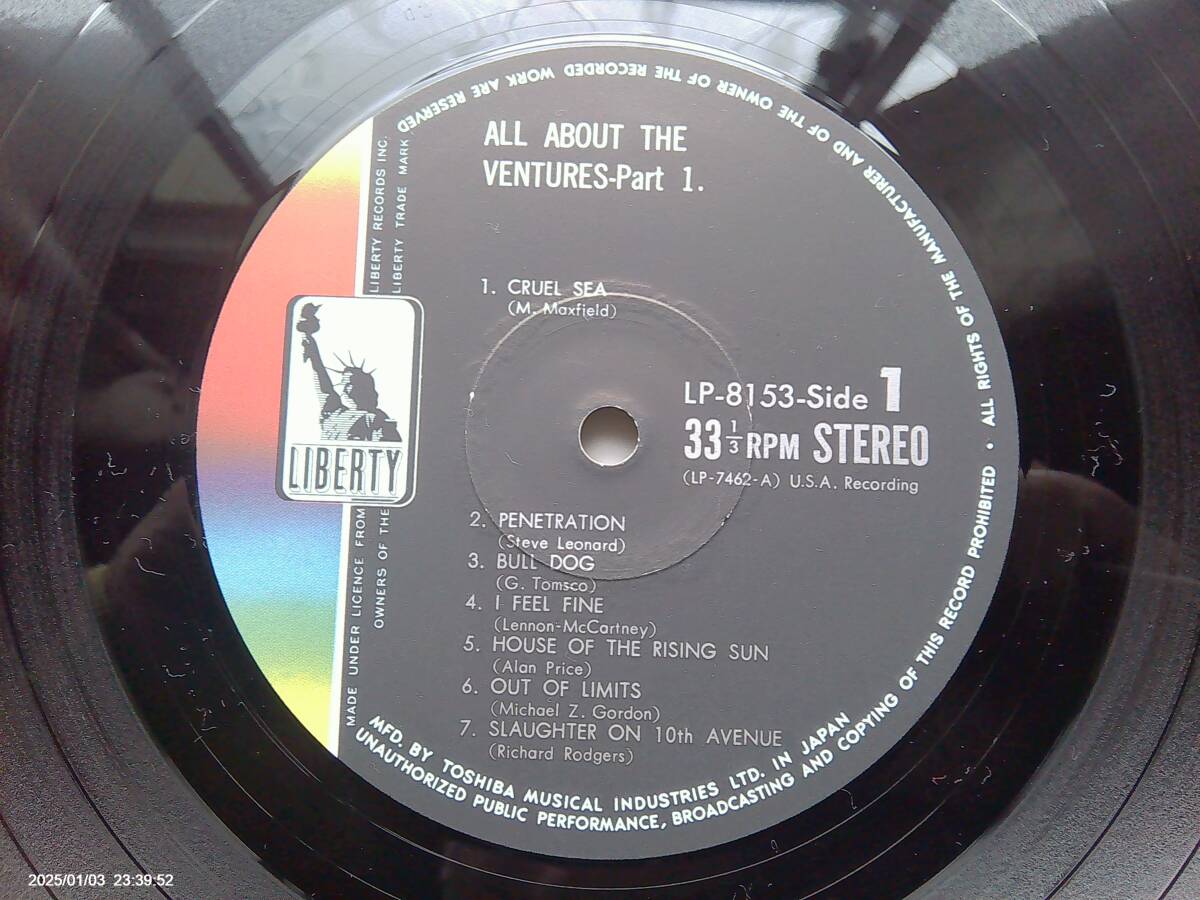 ALL ABOUT THE
VENTURES-Part 1.
1. CRUEL SEA
(M. Maxfield)
LP-8153-Side 1
33 1/3 RPM STEREO
(LP-7462-A) U.S.A. Recording
2. PENETRATION
(Steve Leonard)
3. BULL DOG
(G. Tomsco)
4. I FEEL FINE
(Lennon-McCartney)
5. HOUSE OF THE RISING SUN
(Alan Price)
6. OUT OF LIMITS
(Michael Z. Gordon)
7. SLAUGHTER ON 10th AVENUE
(Richard Rodgers)
LIBERTY
MADE UNDER LICENCE FROM LIBERTY RECORDS INC.
OWNERS OF THE LIBERTY TRADE MARK
MFD. BY TOSHIBA MUSICAL INDUSTRIES LTD. IN JAPAN
UNAUTHORIZED PUBLIC PERFORMANCE, BROADCASTING AND COPYING OF THIS RECORD PROHIBITED • ALL RIGHTS OF THE MANUFACTURER AND OF THE OWNER OF THE RECORDED WORK ARE RESERVED
2025/01/03 23:39:52